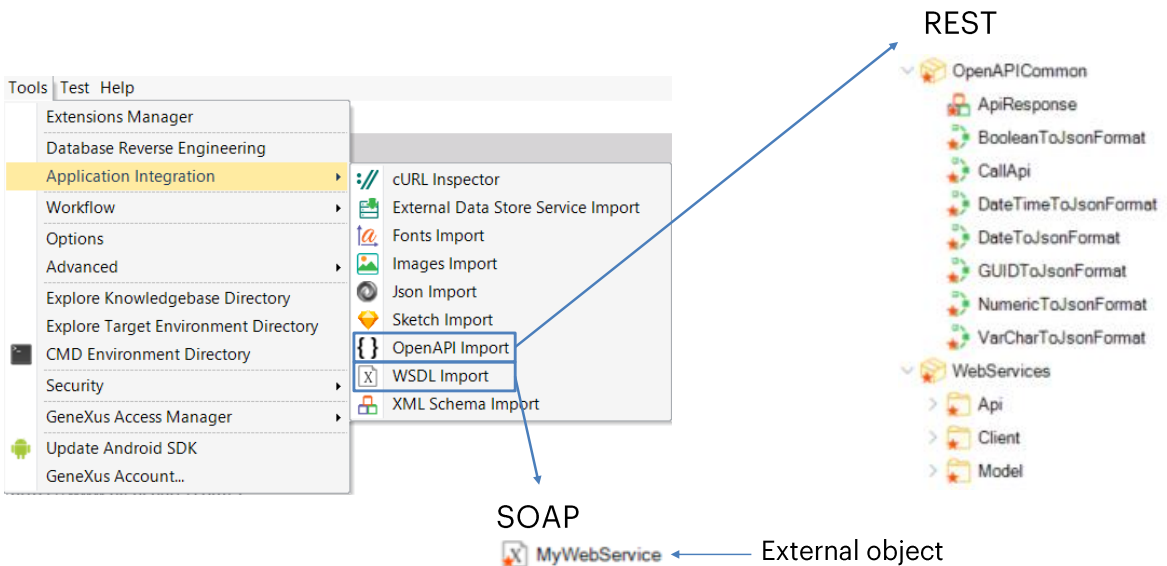 REST
OpenAPICommon
ApiResponse
BooleanToJsonFormat
CallApi
DateTimeToJsonFormat
DateToJsonFormat
GUIDToJsonFormat
NumericToJsonFormat
VarCharToJsonFormat
WebServices
Api
Client
Model
Tools Test Help
Extensions Manager
Database Reverse Engineering
Application Integration
Workflow
Options
Advanced
Explore Knowledgebase Directory
Explore Target Environment Directory
CMD Environment Directory
Security
GeneXus Access Manager
Update Android SDK
GeneXus Account...
cURL Inspector
External Data Store Service Import
Fonts Import
Images Import
Json Import
Sketch Import
OpenAPI Import
WSDL Import
XML Schema Import
SOAP
MyWebService
External object